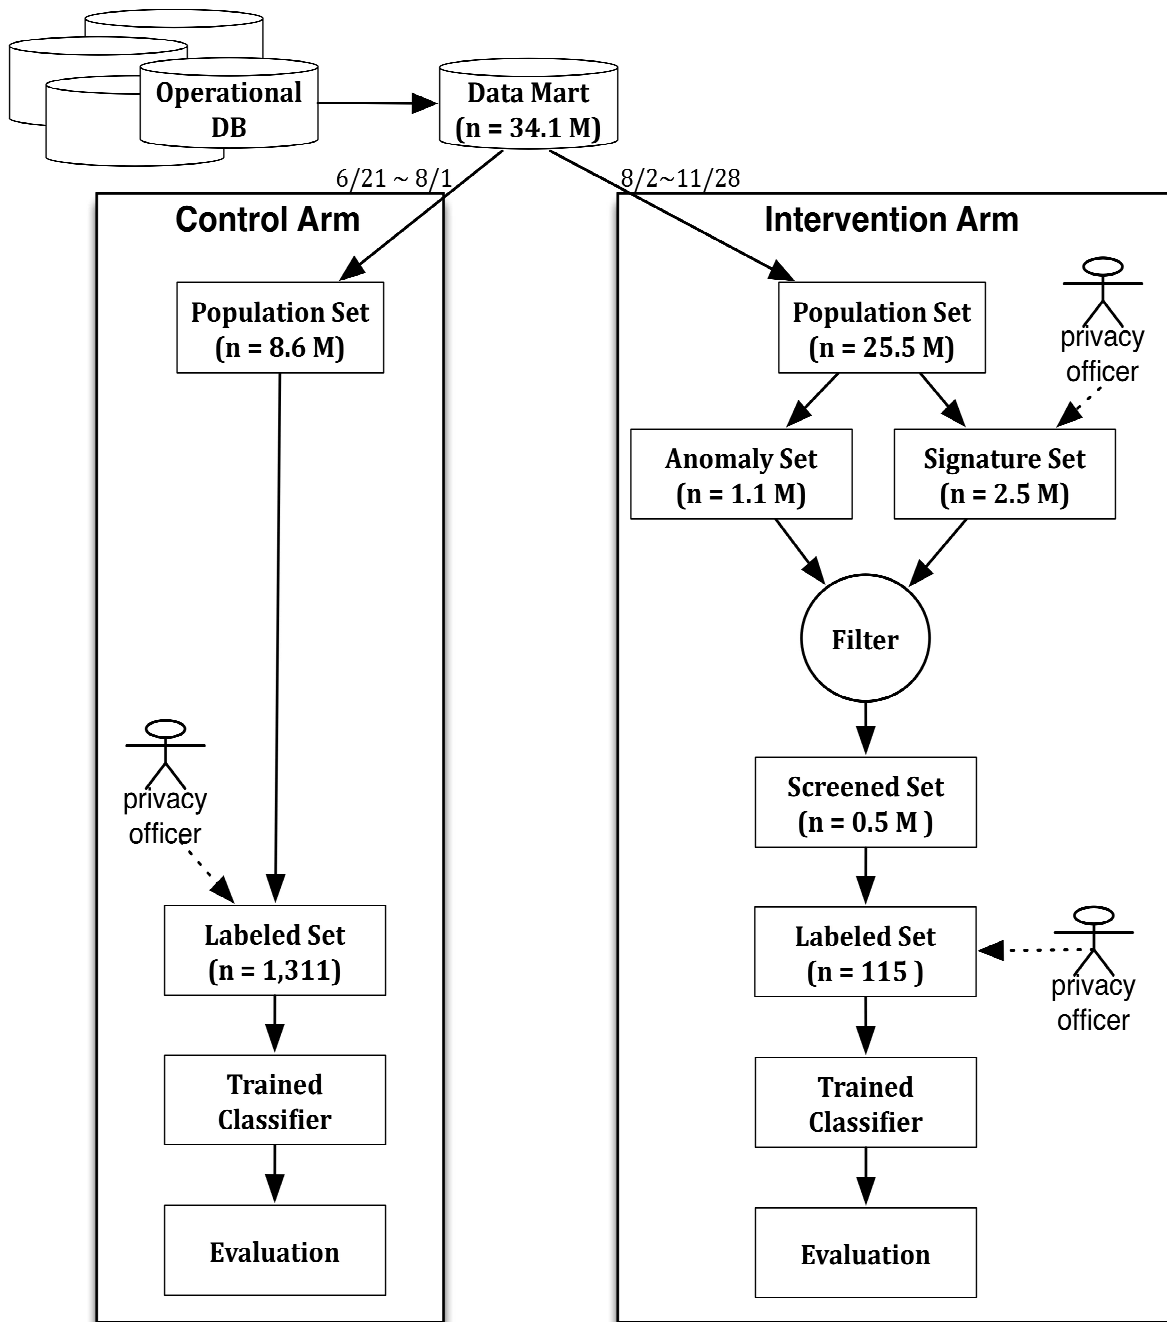 Operational
DB
Data Mart
(n = 34.1 M)
6/21 ~ 8/1
8/2~11/28
Control Arm
Population Set
(n = 8.6 M)
privacy
officer
Labeled Set
(n = 1,311)
Trained
Classifier
Evaluation
Intervention Arm
Population Set
(n = 25.5 M)
privacy
officer
Anomaly Set
(n = 1.1 M)
Signature Set
(n = 2.5 M)
Filter
Screened Set
(n = 0.5 M )
Labeled Set
(n = 115 )
privacy
officer
Trained
Classifier
Evaluation